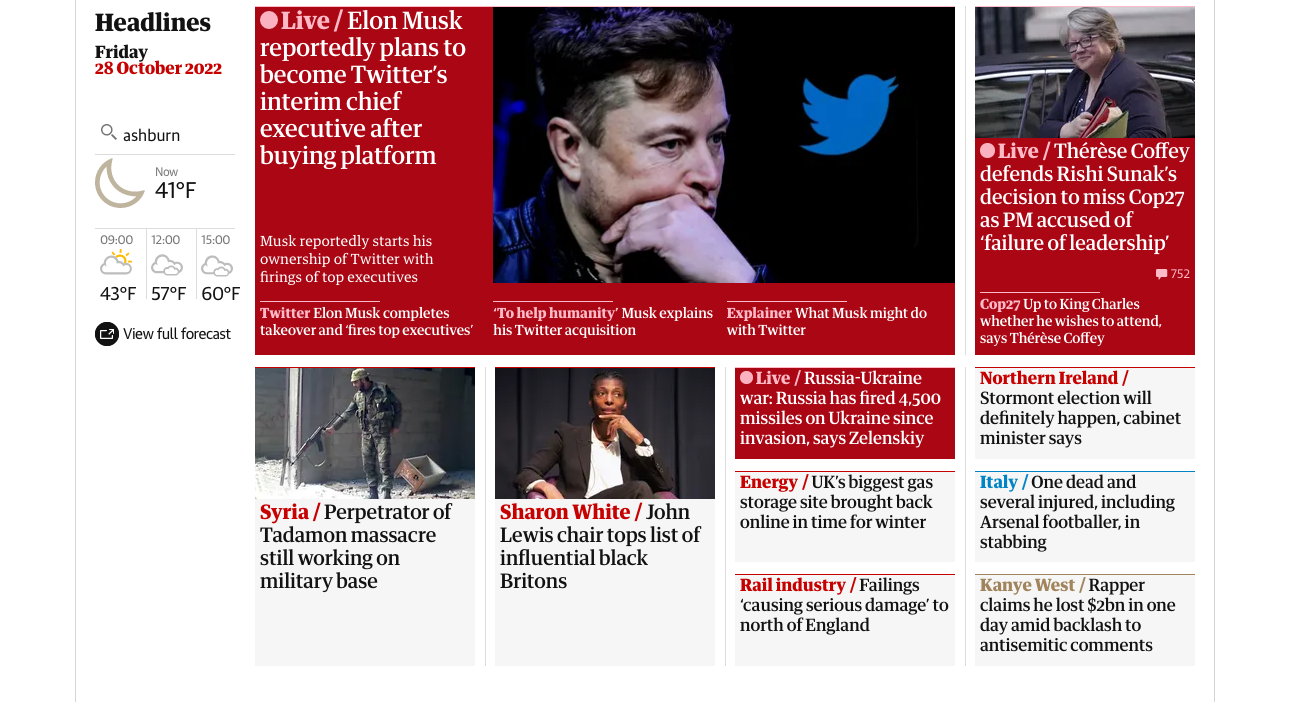 Headlines
Friday
28 October 2022
ashburn
Now
41°F
09:00 12:00 15:00
43°F 57°F 60°F
View full forecast
Live / Elon Musk
reportedly plans to
become Twitter’s
interim chief
executive after
buying platform
Musk reportedly starts his
ownership of Twitter with
firings of top executives
Twitter Elon Musk completes
takeover and ‘fires top executives’
‘To help humanity’ Musk explains
his Twitter acquisition
Explainer What Musk might do
with Twitter
Live / Thérèse Coffey
defends Rishi Sunak’s
decision to miss Cop27
as PM accused of
‘failure of leadership’
752
Cop27 Up to King Charles
whether he wishes to attend,
says Thérèse Coffey
Syria / Perpetrator of
Tadamon massacre
still working on
military base
Sharon White / John
Lewis chair tops list of
influential black
Britons
Live / Russia-Ukraine
war: Russia has fired 4,500
missiles on Ukraine since
invasion, says Zelenskiy
Energy / UK’s biggest gas
storage site brought back
online in time for winter
Rail industry / Failings
‘causing serious damage’ to
north of England
Northern Ireland /
Stormont election will
definitely happen, cabinet
minister says
Italy / One dead and
several injured, including
Arsenal footballer, in
stabbing
Kanye West / Rapper
claims he lost $2bn in one
day amid backlash to
antisemitic comments